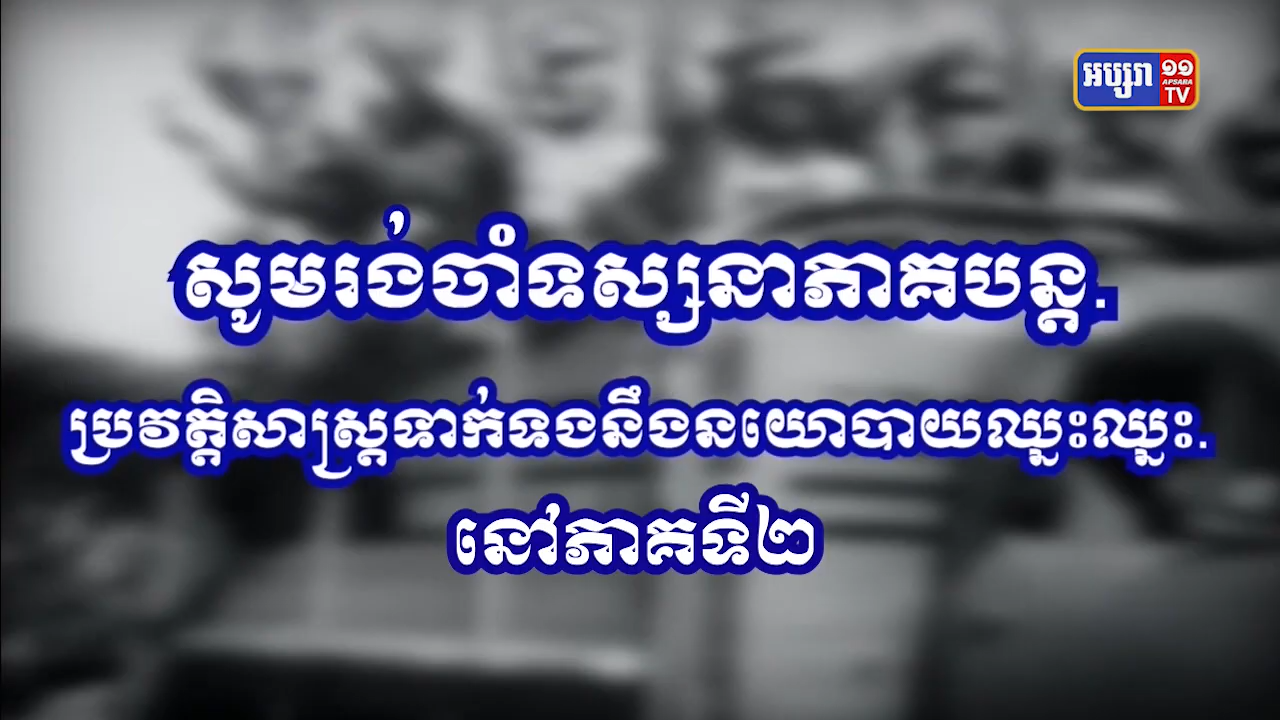 អប្សរា ១១
APSARA
TV
សូមរង់ចាំទស្សនាភាគបន្ត.
ប្រវត្តិសាស្ត្រទាក់ទងនឹងនយោបាយឈ្នះឈ្នះ.
នៅភាគទី២